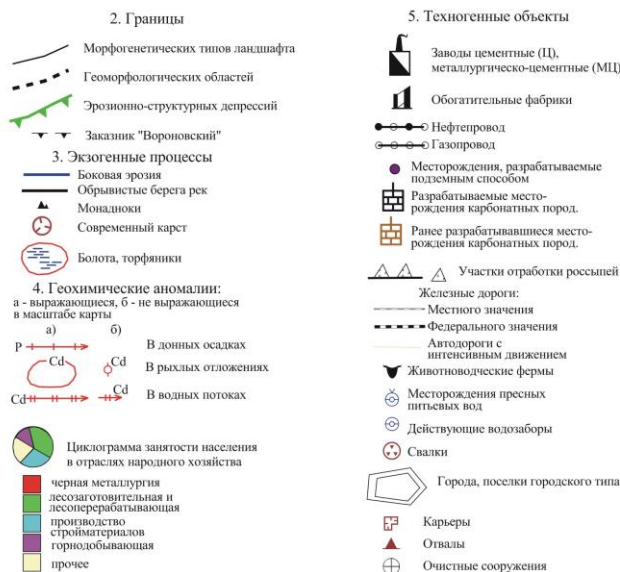 2. Границы
Морфогенетических типов ландшафта
Геоморфологических областей
Эрозионно-структурных депрессий
Заказник "Вороновский"
3. Экзогенные процессы
Боковая эрозия
Обрывистые берега рек
Монадноки
Современный карст
Болота, торфяники
4. Геохимические аномалии:
а - выражающиеся, б - не выражающиеся
в масштабе карты
а) б)
P В донных осадках
Cd Cd В рыхлых отложениях
Cd Cd В водных потоках
Циклограмма занятости населения
в отраслях народного хозяйства
черная металлургия
лесозаготовительная и
лесоперерабатывающая
производство
стройматериалов
горнодобывающая
прочее
5. Техногенные объекты
Заводы цементные (Ц),
металлургическо-цементные (МЦ)
Обогатительные фабрики
Нефтепровод
Газопровод
Месторождения, разрабатываемые
подземным способом
Разрабатываемые место-
рождения карбонатных пород.
Ранее разрабатывавшиеся место-
рождения карбонатных пород.
Участки отработки россыпей
Железные дороги:
Местного значения
Федерального значения
Автодороги с
интенсивным движением
Животноводческие фермы
Месторождения пресных
питьевых вод
Действующие водозаборы
Свалки
Города, поселки городского типа
Карьеры
Отвалы
Очистные сооружения